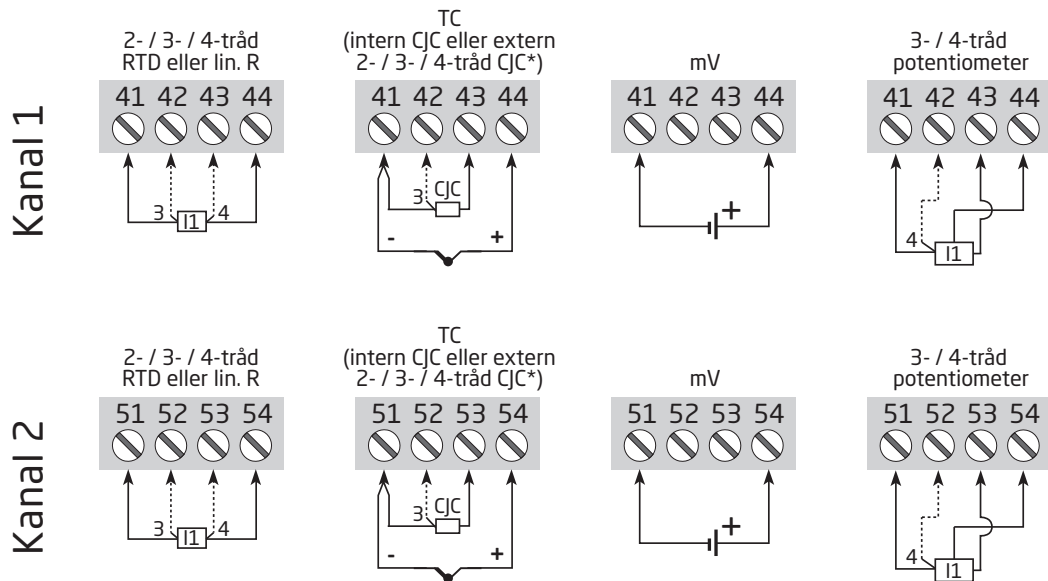 Kanal 1
2- / 3- / 4-tråd
RTD eller lin. R
41 42 43 44
3 I1 4
TC
(intern CJC eller extern
2- / 3- / 4-tråd CJC*)
41 42 43 44
3 CJC
- +
mV
41 42 43 44
+
3- / 4-tråd
potentiometer
41 42 43 44
4 I1
Kanal 2
2- / 3- / 4-tråd
RTD eller lin. R
51 52 53 54
3 I1 4
TC
(intern CJC eller extern
2- / 3- / 4-tråd CJC*)
51 52 53 54
3 CJC
- +
mV
51 52 53 54
+
3- / 4-tråd
potentiometer
51 52 53 54
4 I1